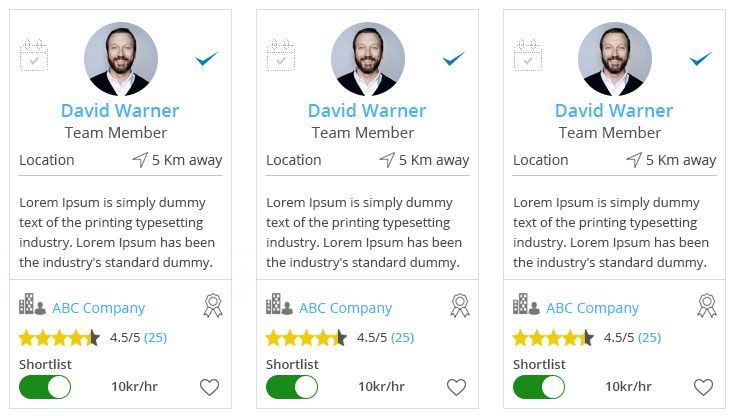 David Warner
Team Member
Location 5 Km away
Lorem Ipsum is simply dummy
text of the printing typesetting
industry. Lorem Ipsum has been
the industry's standard dummy.
ABC Company
4.5/5 (25)
Shortlist
10kr/hr
David Warner
Team Member
Location 5 Km away
Lorem Ipsum is simply dummy
text of the printing typesetting
industry. Lorem Ipsum has been
the industry's standard dummy.
ABC Company
4.5/5 (25)
Shortlist
10kr/hr
David Warner
Team Member
Location 5 Km away
Lorem Ipsum is simply dummy
text of the printing typesetting
industry. Lorem Ipsum has been
the industry's standard dummy.
ABC Company
4.5/5 (25)
Shortlist
10kr/hr